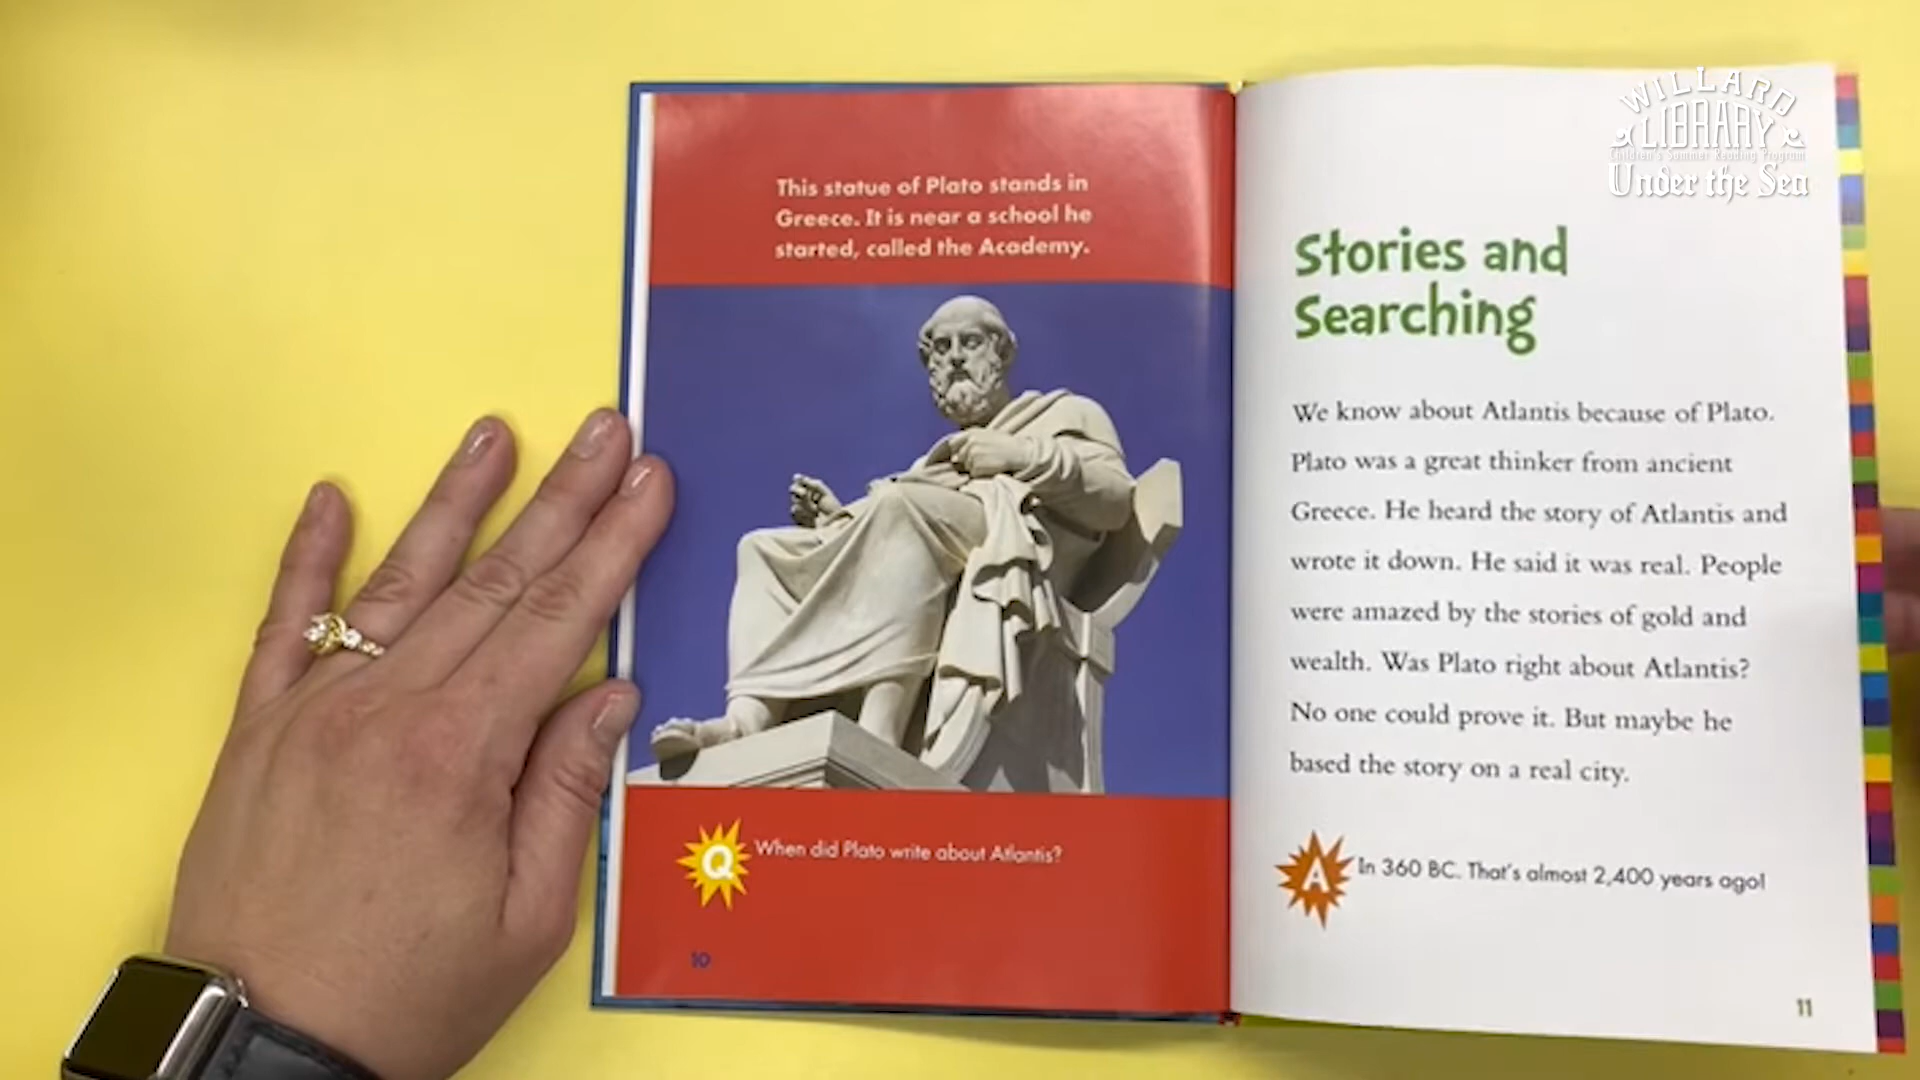 This statue of Plato stands in
Greece. It is near a school he
started, called the Academy.
Q When did Plato write about Atlantis?
10
WILLARD
LIBRARY
Children's Summer Reading Program
Under the Sea
Stories and
Searching
We know about Atlantis because of Plato.
Plato was a great thinker from ancient
Greece. He heard the story of Atlantis and
wrote it down. He said it was real. People
were amazed by the stories of gold and
wealth. Was Plato right about Atlantis?
No one could prove it. But maybe he
based the story on a real city.
A In 360 BC. That's almost 2,400 years ago!
11